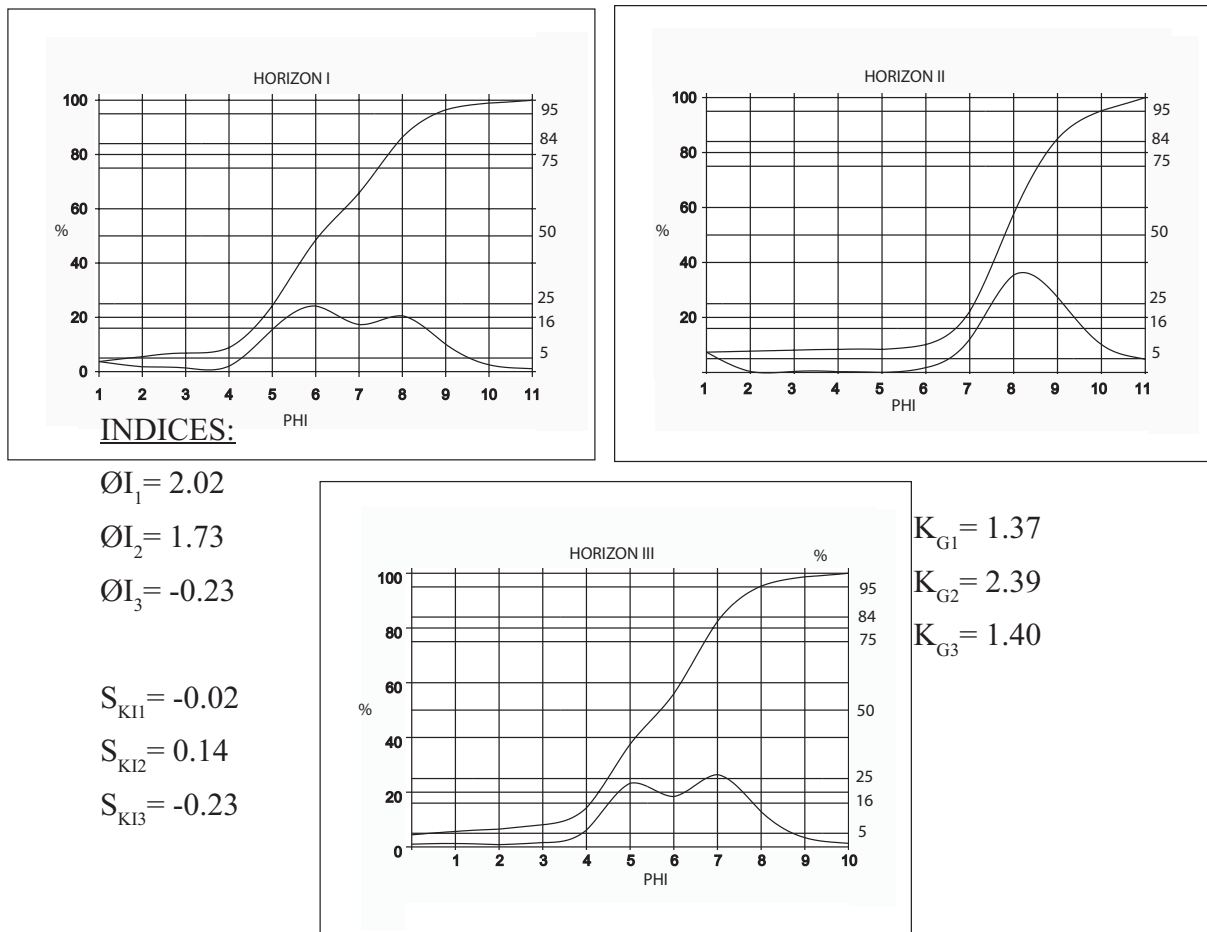 HORIZON I
100
80
60
%
40
20
0
95
84
75
50
25
16
5
1 2 3 4 5 6 7 8 9 10 11
PHI
HORIZON II
100
80
60
%
40
20
95
84
75
50
25
16
5
1 2 3 4 5 6 7 8 9 10 11
PHI
INDICES:
ØI1= 2.02
ØI2= 1.73
ØI3= -0.23
SKI1= -0.02
SKI2= 0.14
SKI3= -0.23
HORIZON III %
100
80
60
%
40
20
0
95
84
75
50
25
16
5
1 2 3 4 5 6 7 8 9 10
PHI
KG1= 1.37
KG2= 2.39
KG3= 1.40